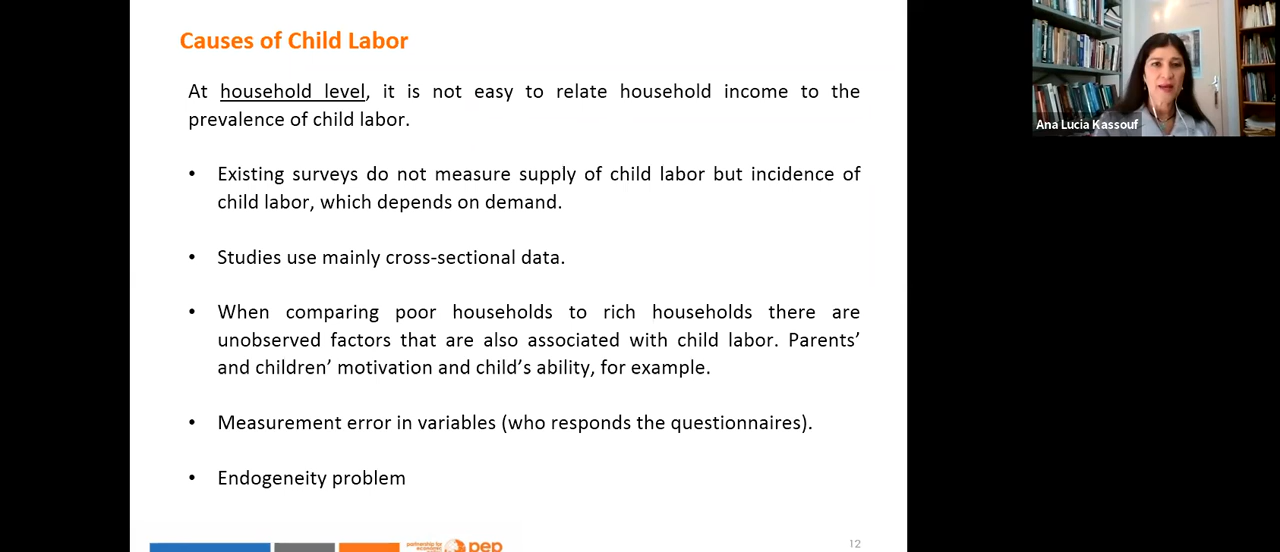 Causes of Child Labor
At household level, it is not easy to relate household income to the
prevalence of child labor.
• Existing surveys do not measure supply of child labor but incidence of
child labor, which depends on demand.
• Studies use mainly cross-sectional data.
• When comparing poor households to rich households there are
unobserved factors that are also associated with child labor. Parents’
and children’ motivation and child’s ability, for example.
• Measurement error in variables (who responds the questionnaires).
• Endogeneity problem
partnership for
economic
pep
12
Ana Lucia Kassouf